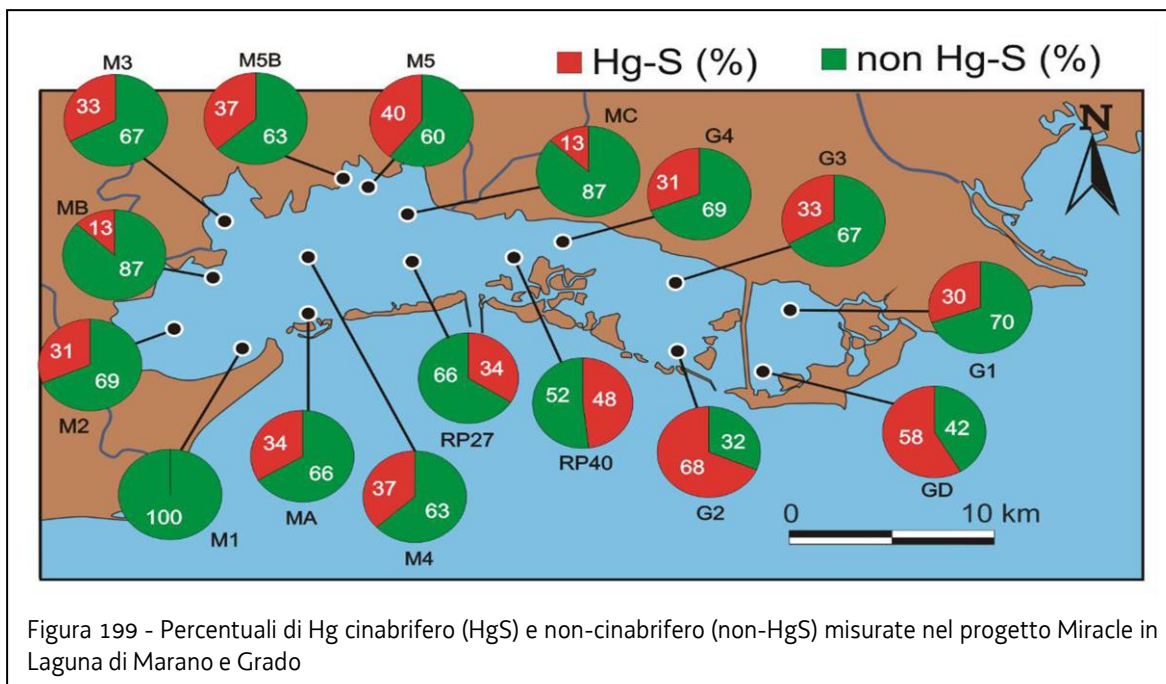 M3
M5B
M5
Hg-S (%)
non Hg-S (%)
33
67
37
63
40
60
MC
13
87
G4
31
69
G3
33
67
N
MB
13
87
30
70
G1
31
69
M2
66
34
RP27
52
48
RP40
32
68
G2
42
58
GD
34
66
MA
37
63
M4
100
M1
0
10 km
Figura 199 - Percentuali di Hg cinabrifero (HgS) e non-cinabrifero (non-HgS) misurate nel progetto Miracle in
Laguna di Marano e Grado